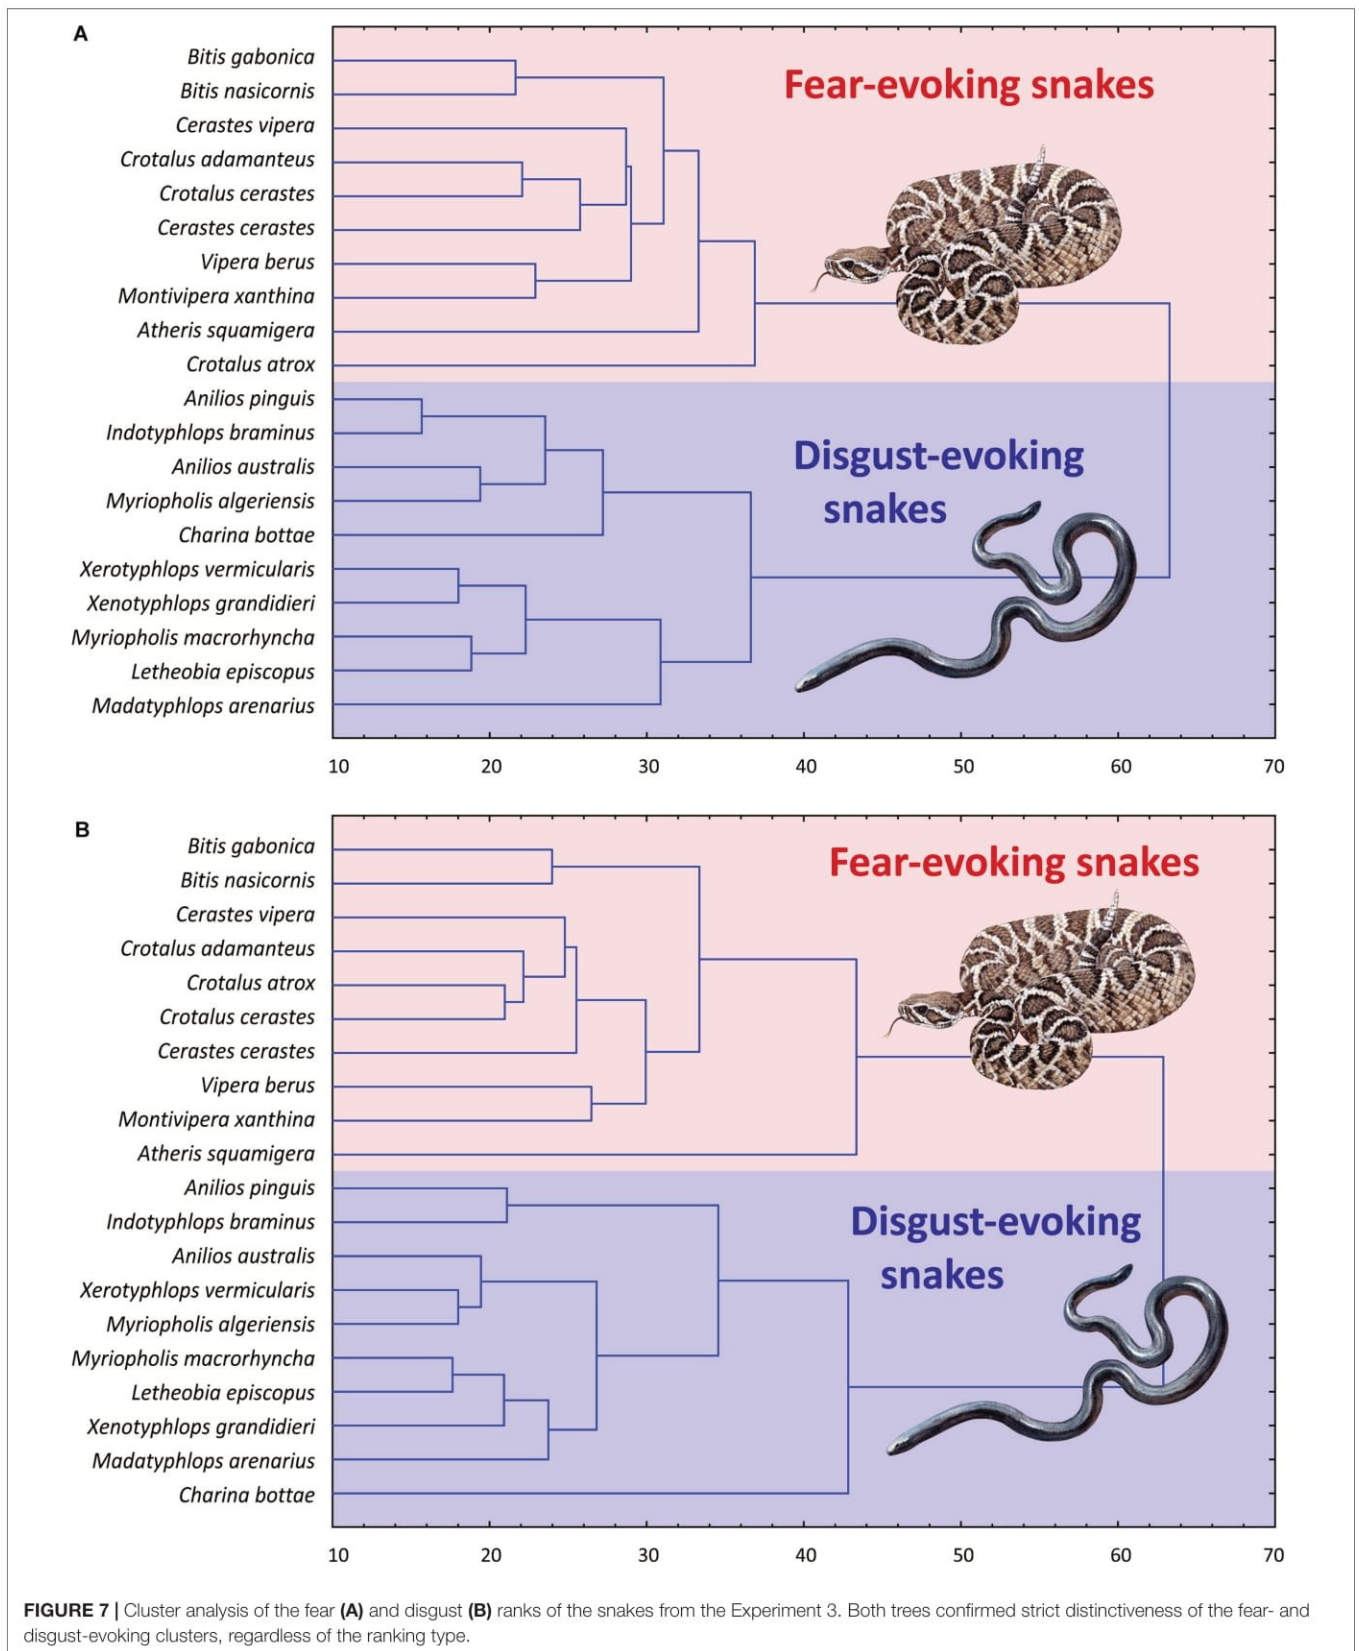 A
Bitis gabonica
Bitis nasicornis
Cerastes vipera
Crotalus adamanteus
Crotalus cerastes
Cerastes cerastes
Vipera berus
Montivipera xanthina
Atheris squamigera
Crotalus atrox
Anilios pinguis
Indotyphlops braminus
Anilios australis
Myriopholis algeriensis
Charina bottae
Xerotyphlops vermicularis
Xenotyphlops grandidieri
Myriopholis macrorhyncha
Letheobia episcopus
Madatyphlops arenarius
Fear-evoking snakes
Disgust-evoking
snakes
10 20 30 40 50 60 70
B
Bitis gabonica
Bitis nasicornis
Cerastes vipera
Crotalus adamanteus
Crotalus atrox
Crotalus cerastes
Cerastes cerastes
Vipera berus
Montivipera xanthina
Atheris squamigera
Anilios pinguis
Indotyphlops braminus
Anilios australis
Xerotyphlops vermicularis
Myriopholis algeriensis
Myriopholis macrorhyncha
Letheobia episcopus
Xenotyphlops grandidieri
Madatyphlops arenarius
Charina bottae
Fear-evoking snakes
Disgust-evoking
snakes
10 20 30 40 50 60 70
FIGURE 7 | Cluster analysis of the fear (A) and disgust (B) ranks of the snakes from the Experiment 3. Both trees confirmed strict distinctiveness of the fear- and
disgust-evoking clusters, regardless of the ranking type.